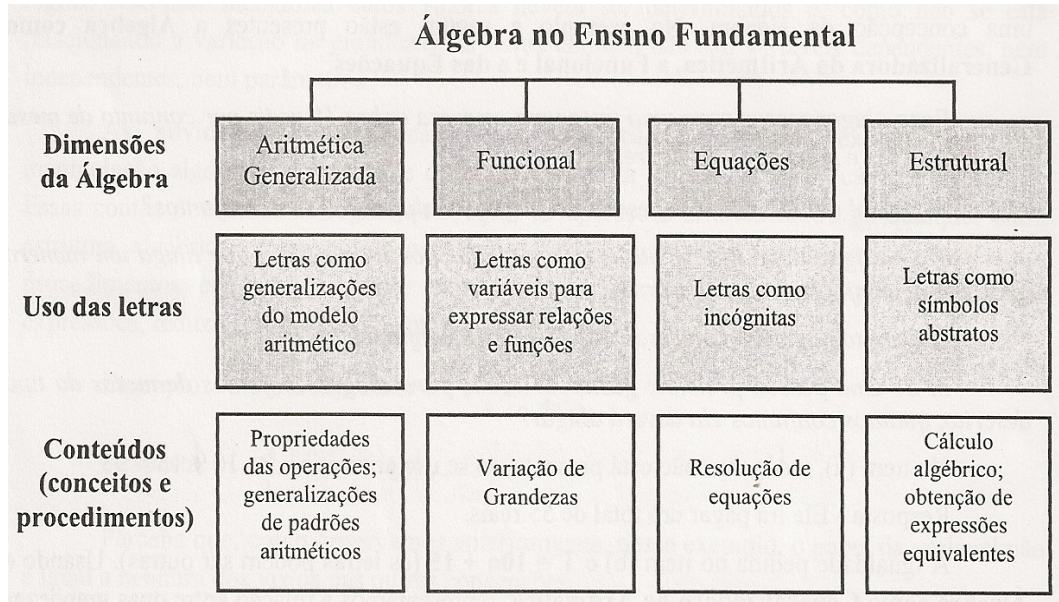 Álgebra no Ensino Fundamental
Dimensões
da Álgebra
Aritmética
Generalizada
Funcional
Equações
Estrutural
Uso das letras
Letras como
generalizações
do modelo
aritmético
Letras como
variáveis para
expressar relações
e funções
Letras como
incógnitas
Letras como
símbolos
abstratos
Conteúdos
(conceitos e
procedimentos)
Propriedades
das operações;
generalizações
de padrões
aritméticos
Variação de
Grandezas
Resolução de
equações
Cálculo
algébrico;
obtenção de
expressões
equivalentes